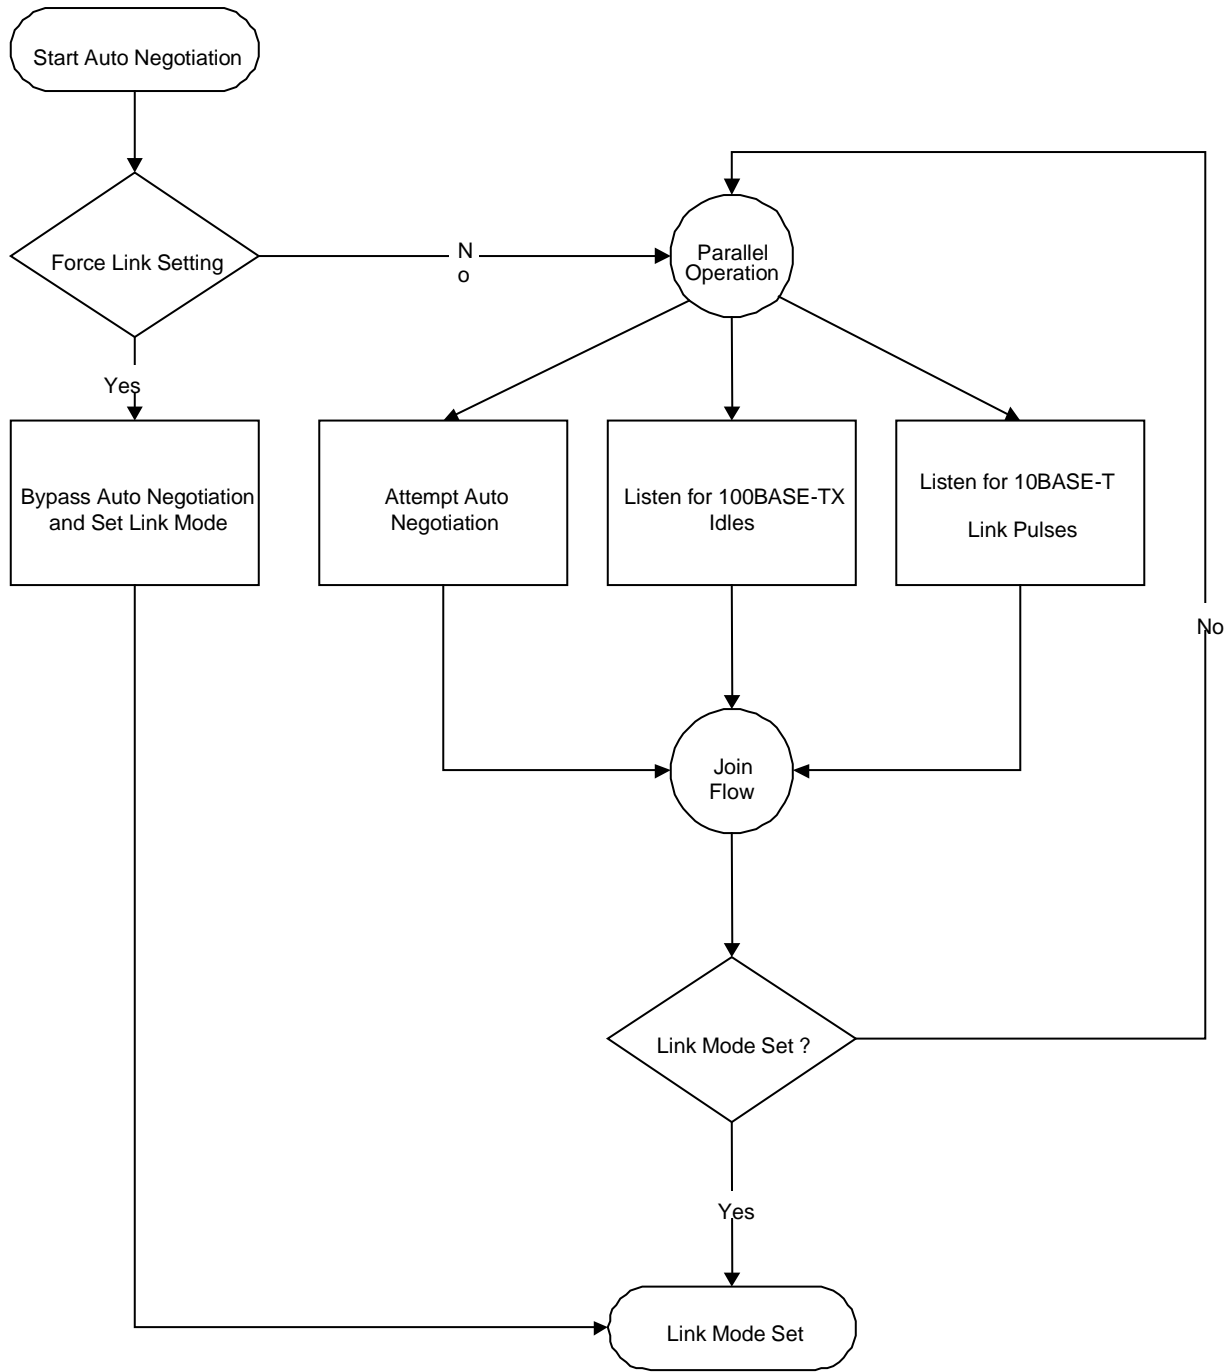 Start Auto Negotiation
Force Link Setting
N
o
Parallel
Operation
Yes
Bypass Auto Negotiation
and Set Link Mode
Attempt Auto
Negotiation
Listen for 100BASE-TX
Idles
Listen for 10BASE-T
Link Pulses
No
Join
Flow
Link Mode Set ?
Yes
Link Mode Set